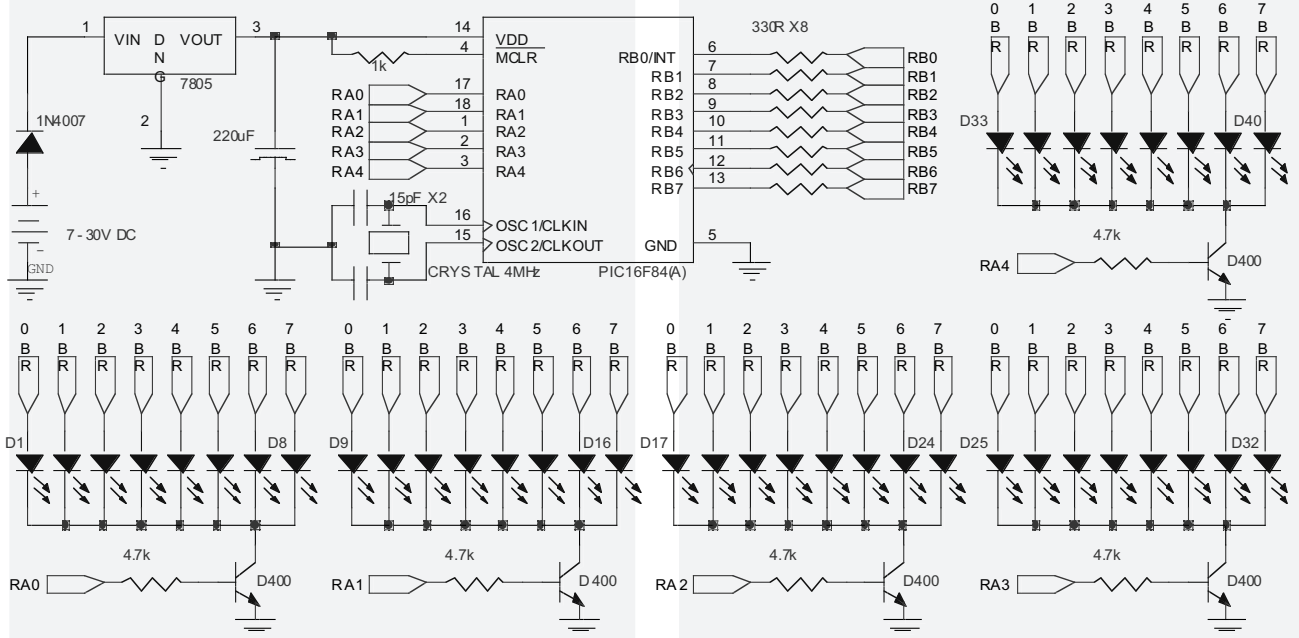 1
VIN
D
N
G
VOUT
3
7805
2
1N4007
220uF
+
7 - 30V DC
−
GND
14
VDD
4
MCLR
1k
RA0
17
RA0
RA1
18
RA1
RA2
1
RA2
RA3
2
RA3
RA4
3
RA4
15pF X2
16
OSC1/CLKIN
15
OSC2/CLKOUT
CRYSTAL 4MHz
330R X8
RB0/INT
6
RB0
RB1
7
RB1
RB2
8
RB2
RB3
9
RB3
RB4
10
RB4
RB5
11
RB5
RB6
12
RB6
RB7
13
RB7
GND
5
PIC16F84(A)
0 1 2 3 4 5 6 7
B B B B B B B B
R R R R R R R R
D33
D40
4.7k
RA4
D400
0 1 2 3 4 5 6 7
B B B B B B B B
R R R R R R R R
D1
D8
4.7k
RA0
D400
0 1 2 3 4 5 6 7
B B B B B B B B
R R R R R R R R
D9
D16
4.7k
RA1
D400
0 1 2 3 4 5 6 7
B B B B B B B B
R R R R R R R R
D17
D24
4.7k
RA2
D400
0 1 2 3 4 5 6 7
B B B B B B B B
R R R R R R R R
D25
D32
4.7k
RA3
D400